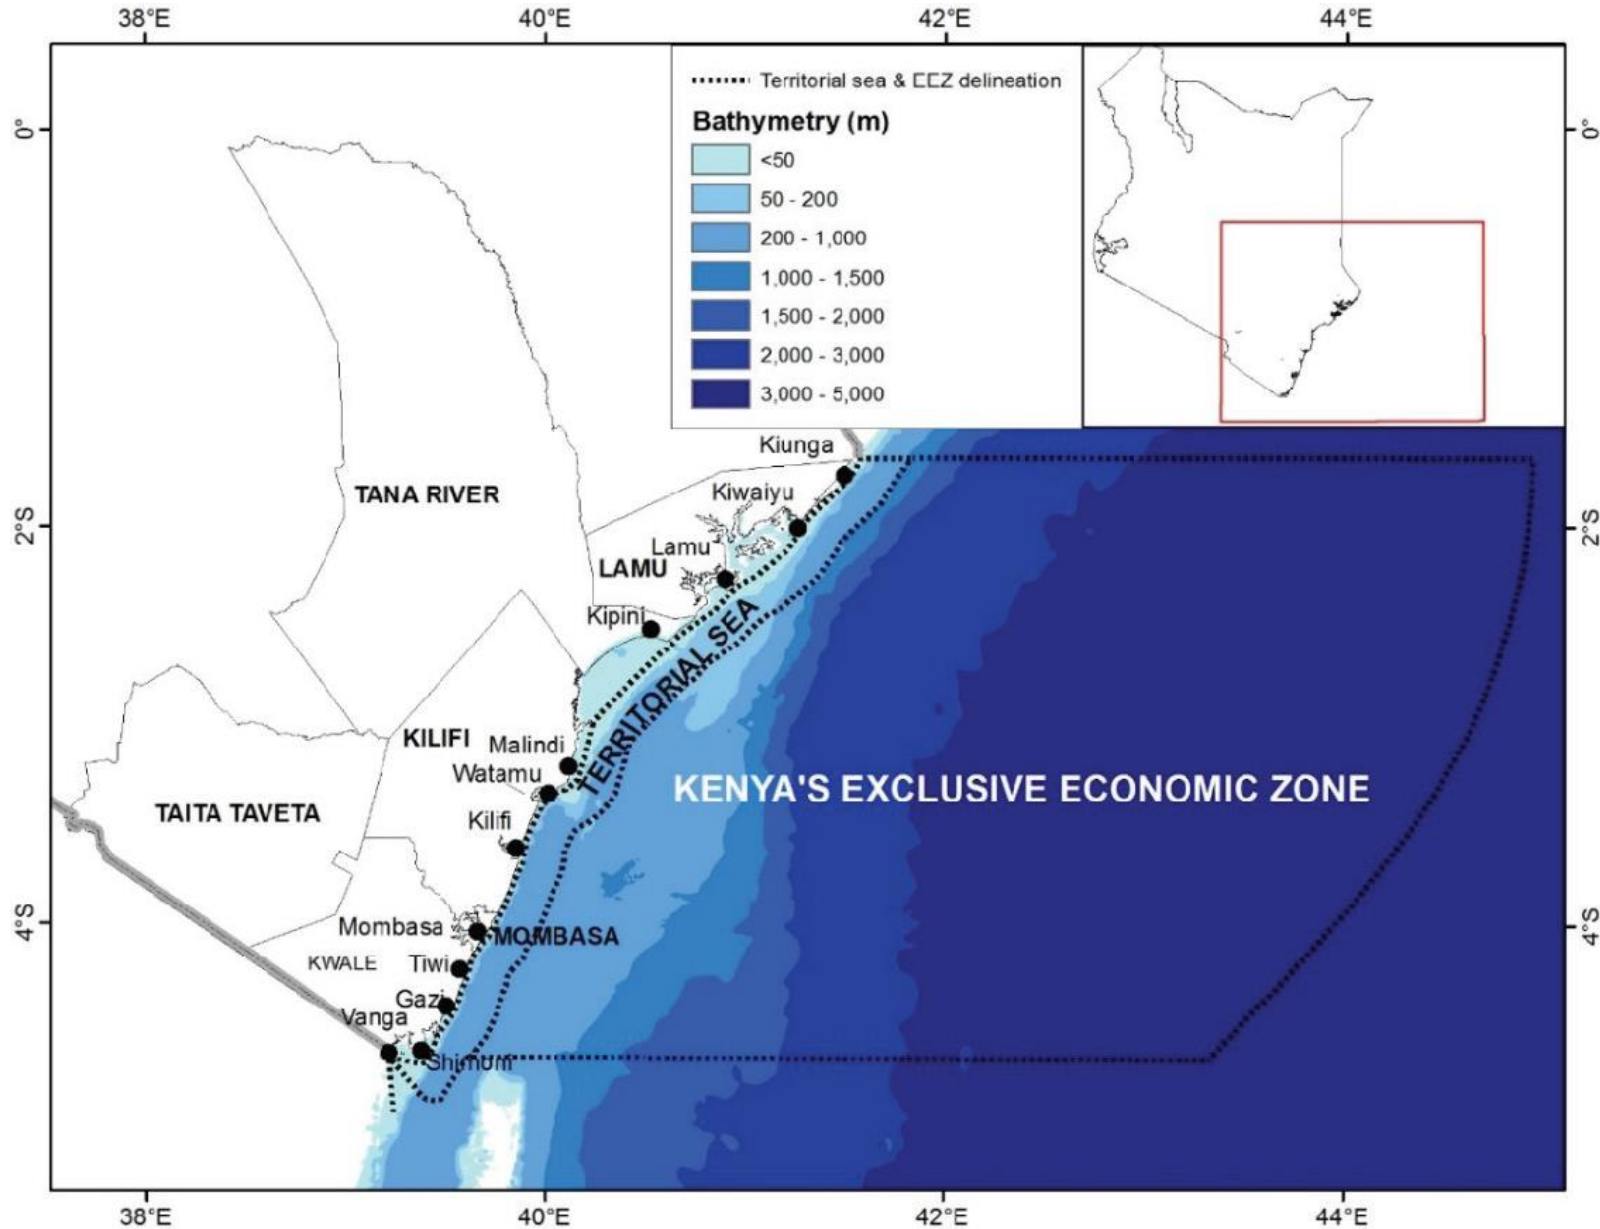 38°E 40°E 42°E 44°E
Territorial sea & EEZ delineation
Bathymetry (m)
<50
50 - 200
200 - 1,000
1,000 - 1,500
1,500 - 2,000
2,000 - 3,000
3,000 - 5,000
0° 0°
Kiunga
TANA RIVER
Kiwaiyu
2°S 2°S
Lamu
LAMU
Kipini
TERRITORIAL SEA
KILIFI
Malindi
Watamu
KENYA'S EXCLUSIVE ECONOMIC ZONE
TAITA TAVETA
Kilifi
4°S 4°S
Mombasa
MOMBASA
KWALE
Tiwi
Gazi
Vanga
Shimoni
38°E 40°E 42°E 44°E